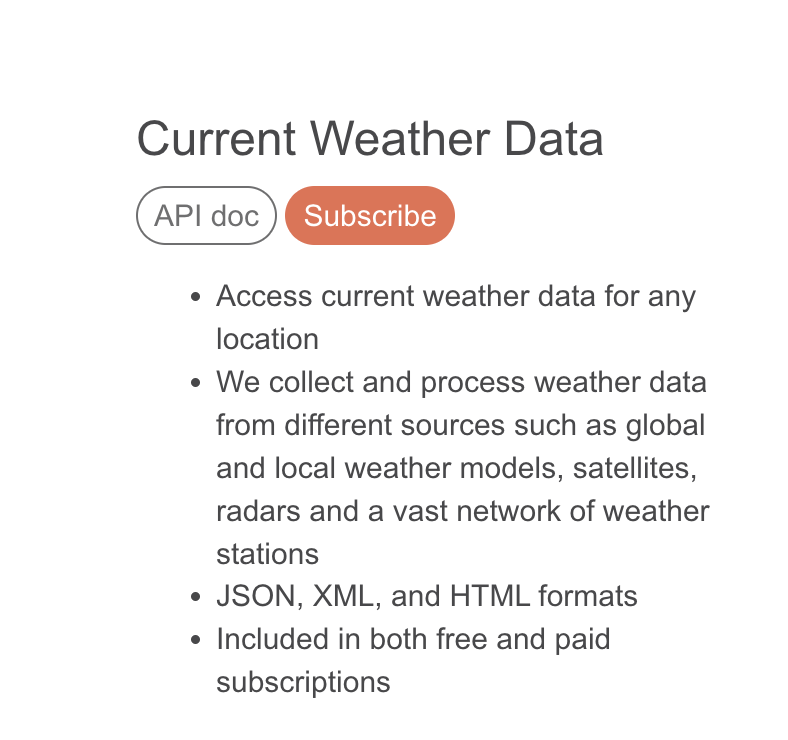 Current Weather Data
API doc Subscribe
• Access current weather data for any
location
• We collect and process weather data
from different sources such as global
and local weather models, satellites,
radars and a vast network of weather
stations
• JSON, XML, and HTML formats
• Included in both free and paid
subscriptions